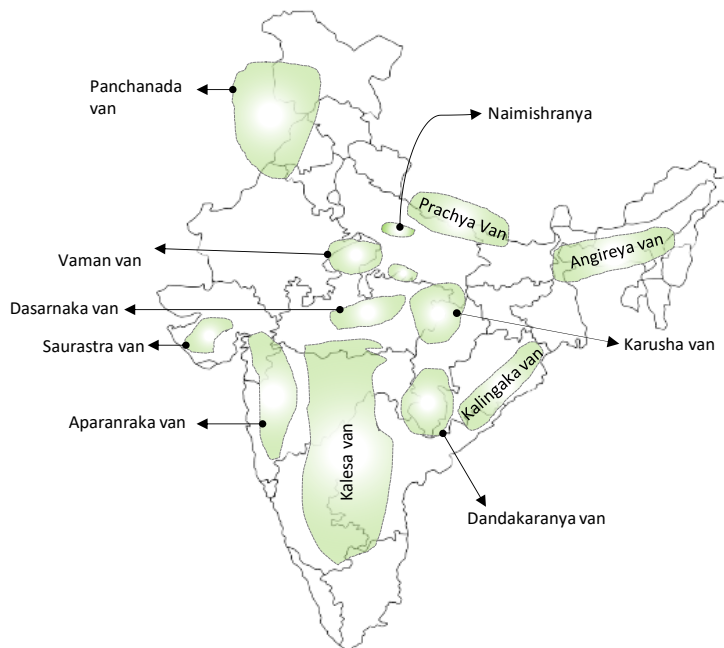 Panchanada
van
Naimishranya
Prachya Van
Angireya van
Vaman van
Dasarnaka van
Saurastra van
Karusha van
Kalingaka van
Aparanraka van
Kalesa van
Dandakaranya van